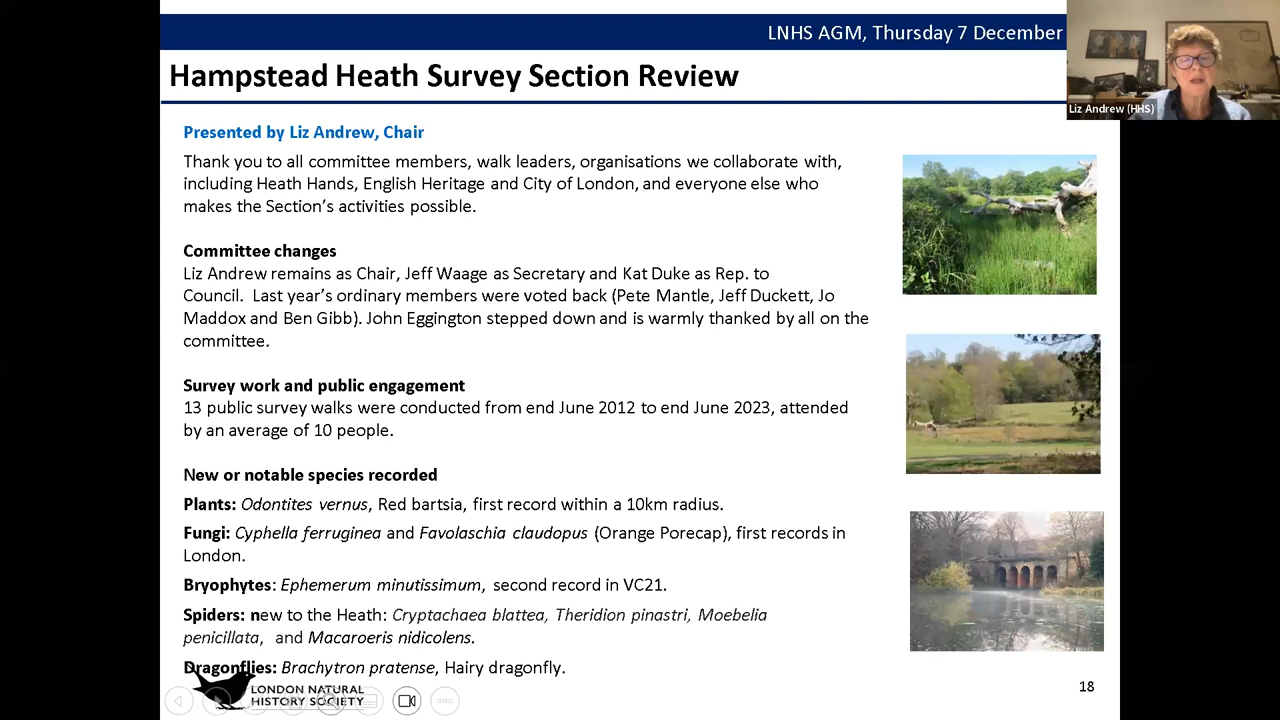 LNHS AGM, Thursday 7 December
Hampstead Heath Survey Section Review
Liz Andrew (HHS)
Presented by Liz Andrew, Chair
Thank you to all committee members, walk leaders, organisations we collaborate with,
including Heath Hands, English Heritage and City of London, and everyone else who
makes the Section’s activities possible.
Committee changes
Liz Andrew remains as Chair, Jeff Waage as Secretary and Kat Duke as Rep. to
Council. Last year’s ordinary members were voted back (Pete Mantle, Jeff Duckett, Jo
Maddox and Ben Gibb). John Eggington stepped down and is warmly thanked by all on the
committee.
Survey work and public engagement
13 public survey walks were conducted from end June 2012 to end June 2023, attended
by an average of 10 people.
New or notable species recorded
Plants: Odontites vernus, Red bartsia, first record within a 10km radius.
Fungi: Cyphella ferruginea and Favolaschia claudopus (Orange Porecap), first records in
London.
Bryophytes: Ephemerum minutissimum, second record in VC21.
Spiders: new to the Heath: Cryptachaea blattea, Theridion pinastri, Moebelia
penicillata, and Macaroeris nidicolens.
Dragonflies: Brachytron pratense, Hairy dragonfly.
LONDON NATURAL
HISTORY SOCIETY
18